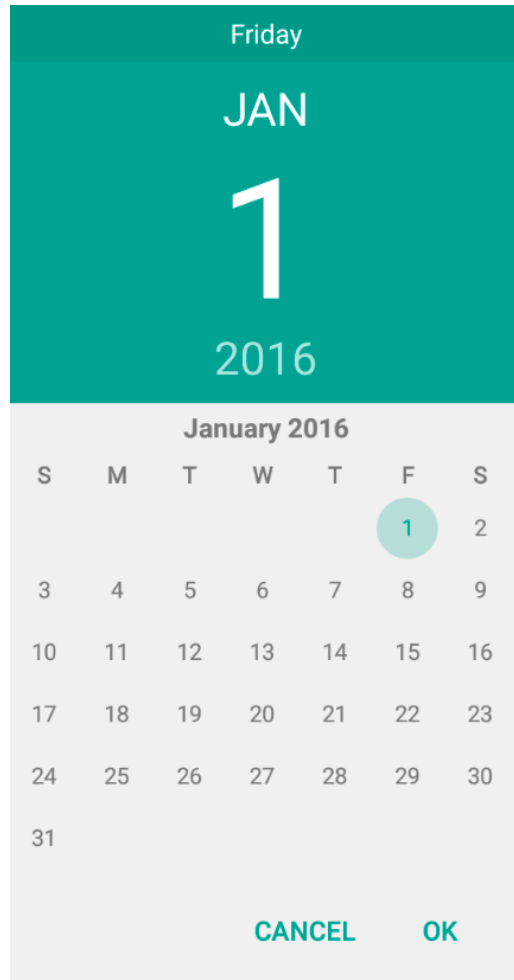 Friday
JAN
1
2016
January 2016
S M T W T F S
1 2
3 4 5 6 7 8 9
10 11 12 13 14 15 16
17 18 19 20 21 22 23
24 25 26 27 28 29 30
31
CANCEL OK